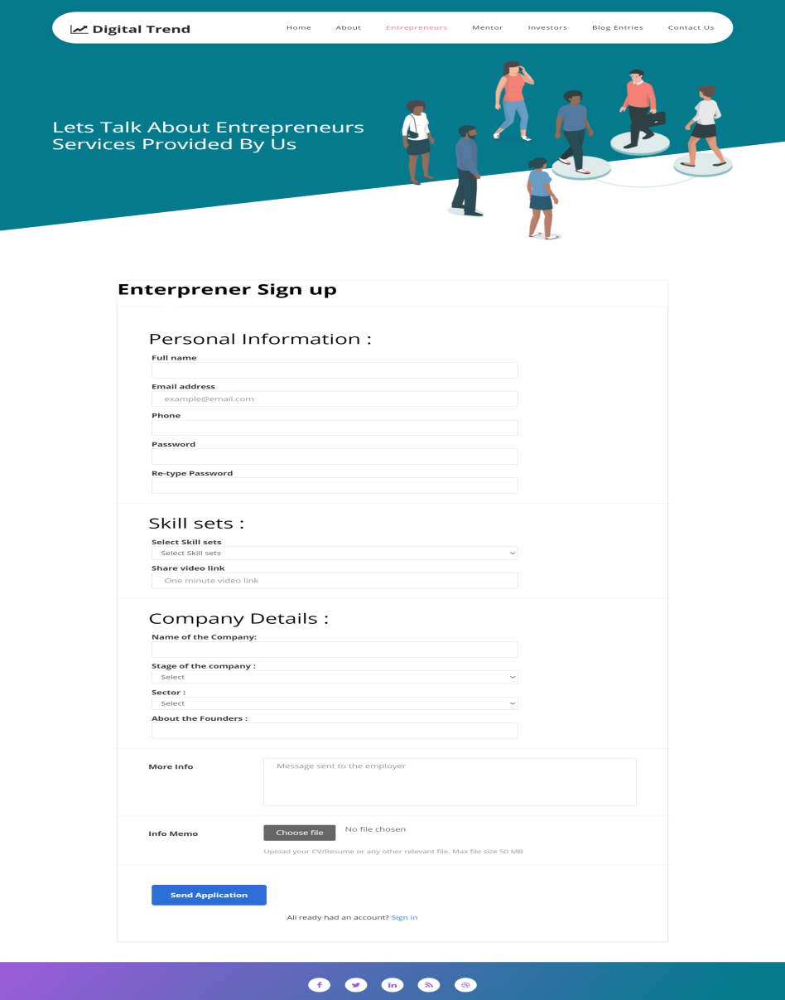 Digital Trend
Home About Entrepreneurs Mentor Investors Blog Entries Contact Us
Lets Talk About Entrepreneurs
Services Provided By Us
Enterprener Sign up
Personal Information :
Full name
Email address
example@email.com
Phone
Password
Re-type Password
Skill sets :
Select Skill sets
Select Skill sets
Share video link
One minute video link
Company Details :
Name of the Company:
Stage of the company :
Select
Sector :
Select
About the Founders :
More Info
Message sent to the employer
Info Memo
Choose file No file chosen
Upload your CV/Resume or any other relevant file. Max file size 50 MB
Send Application
All ready had an account? Sign in